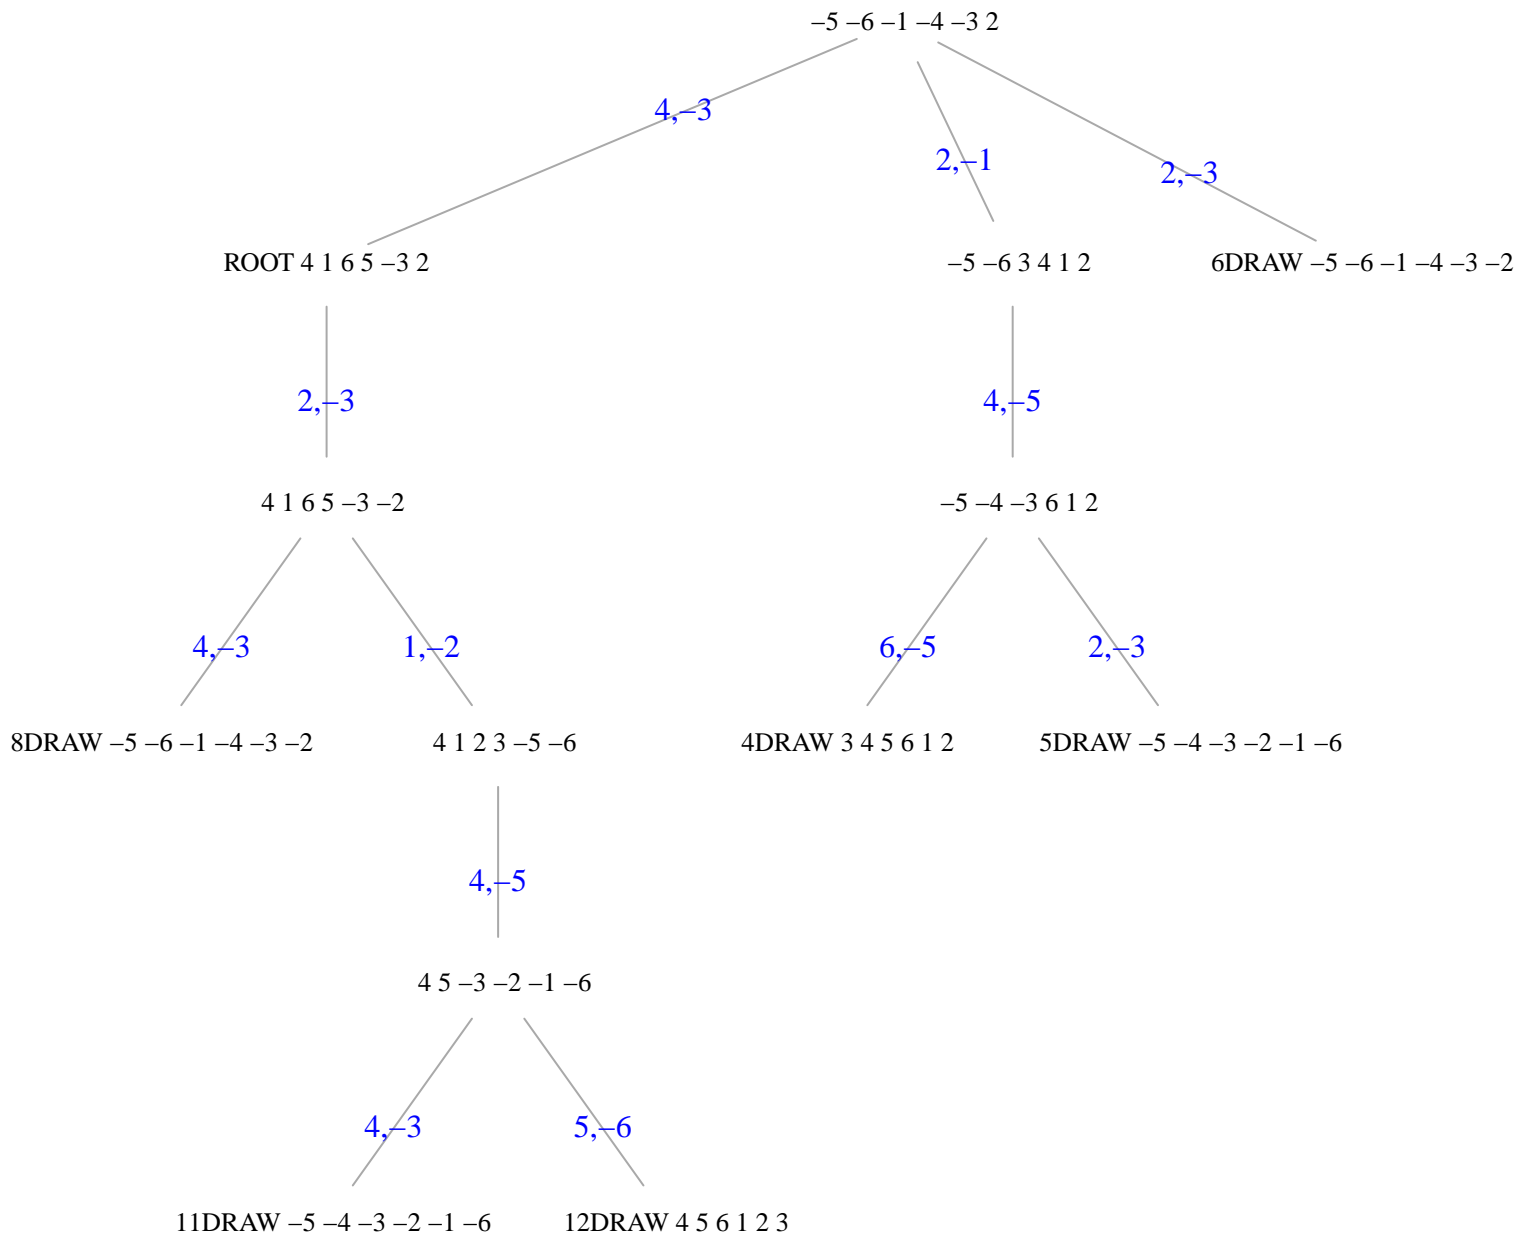 –5 –6 –1 –4 –3 2
4,–3
2,–1
2,–3
ROOT 4 1 6 5 –3 2
–5 –6 3 4 1 2
6DRAW –5 –6 –1 –4 –3 –2
2,–3
4,–5
4 1 6 5 –3 –2
–5 –4 –3 6 1 2
4,–3
1,–2
6,–5
2,–3
8DRAW –5 –6 –1 –4 –3 –2
4 1 2 3 –5 –6
4DRAW 3 4 5 6 1 2
5DRAW –5 –4 –3 –2 –1 –6
4,–5
4 5 –3 –2 –1 –6
4,–3
5,–6
11DRAW –5 –4 –3 –2 –1 –6
12DRAW 4 5 6 1 2 3